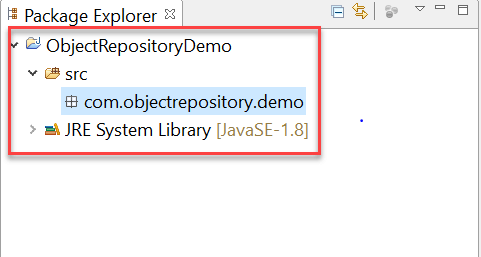 Package Explorer
ObjectRepositoryDemo
src
com.objectrepository.demo
JRE System Library [JavaSE-1.8]